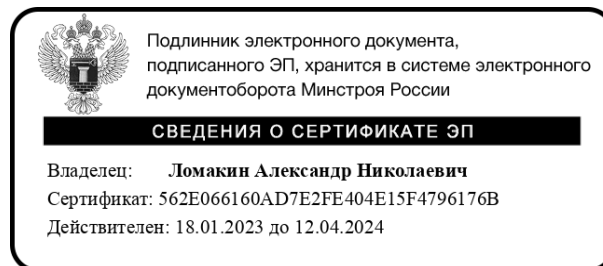 Подлинник электронного документа,
подписанного ЭП, хранится в системе электронного
документоборота Минстроя России
СВЕДЕНИЯ О СЕРТИФИКАТЕ ЭП
Владелец: Ломакин Александр Николаевич
Сертификат: 562E066160AD7E2FE404E15F4796176B
Действителен: 18.01.2023 до 12.04.2024